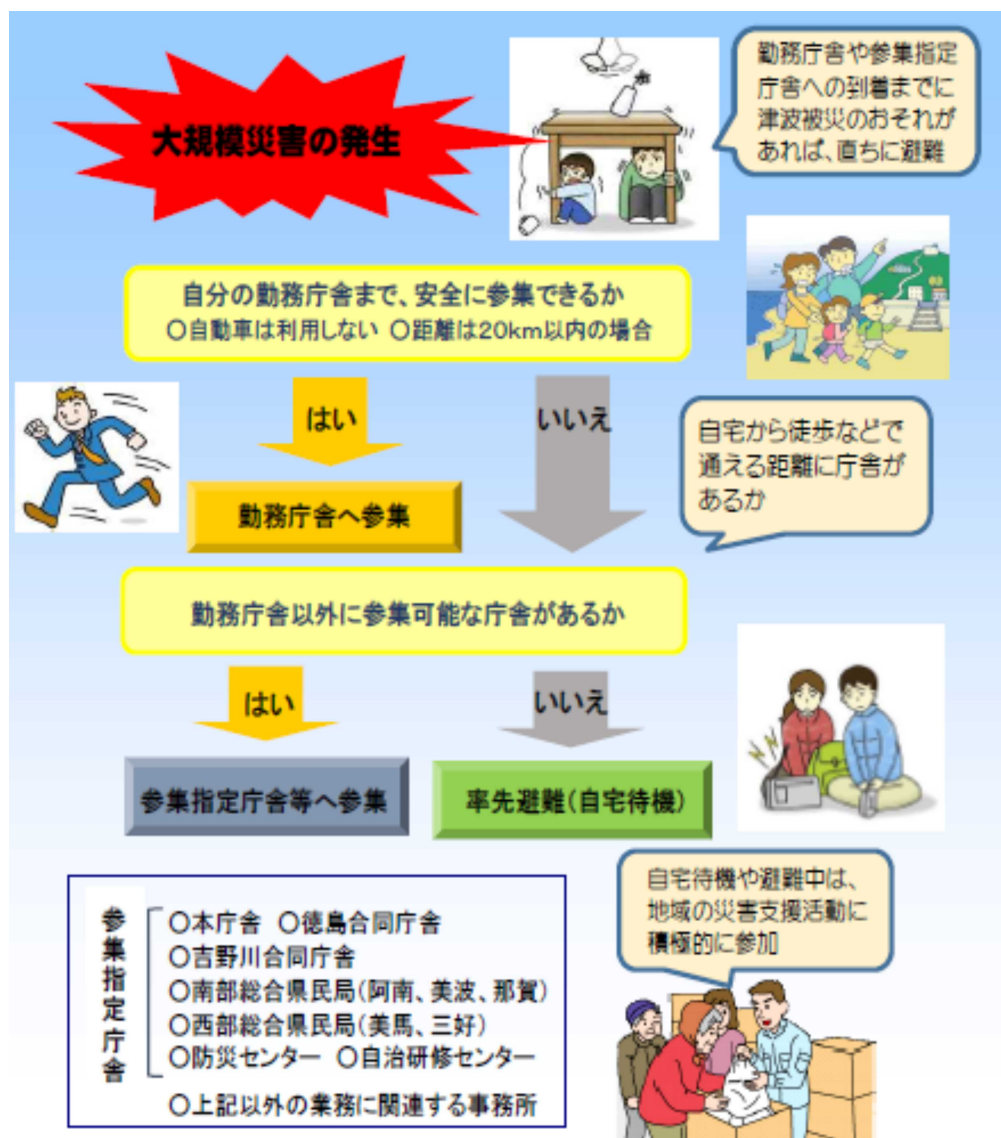 大規模災害の発生
勤務庁舎や参集指定
庁舎への到着までに
津波被災のおそれが
あれば、直ちに避難
自分の勤務庁舎まで、安全に参集できるか
○自動車は利用しない ○距離は20km以内の場合
はい
いいえ
自宅から徒歩などで
通える距離に庁舎が
あるか
勤務庁舎へ参集
勤務庁舎以外に参集可能な庁舎があるか
はい
いいえ
参集指定庁舎等へ参集
率先避難(自宅待機)
自宅待機や避難中は、
地域の災害支援活動に
積極的に参加
参集指定庁舎
○本庁舎 ○徳島合同庁舎
○吉野川合同庁舎
○南部総合県民局(阿南、美波、那賀)
○西部総合県民局(美馬、三好)
○防災センター ○自治研修センター
○上記以外の業務に関連する事務所